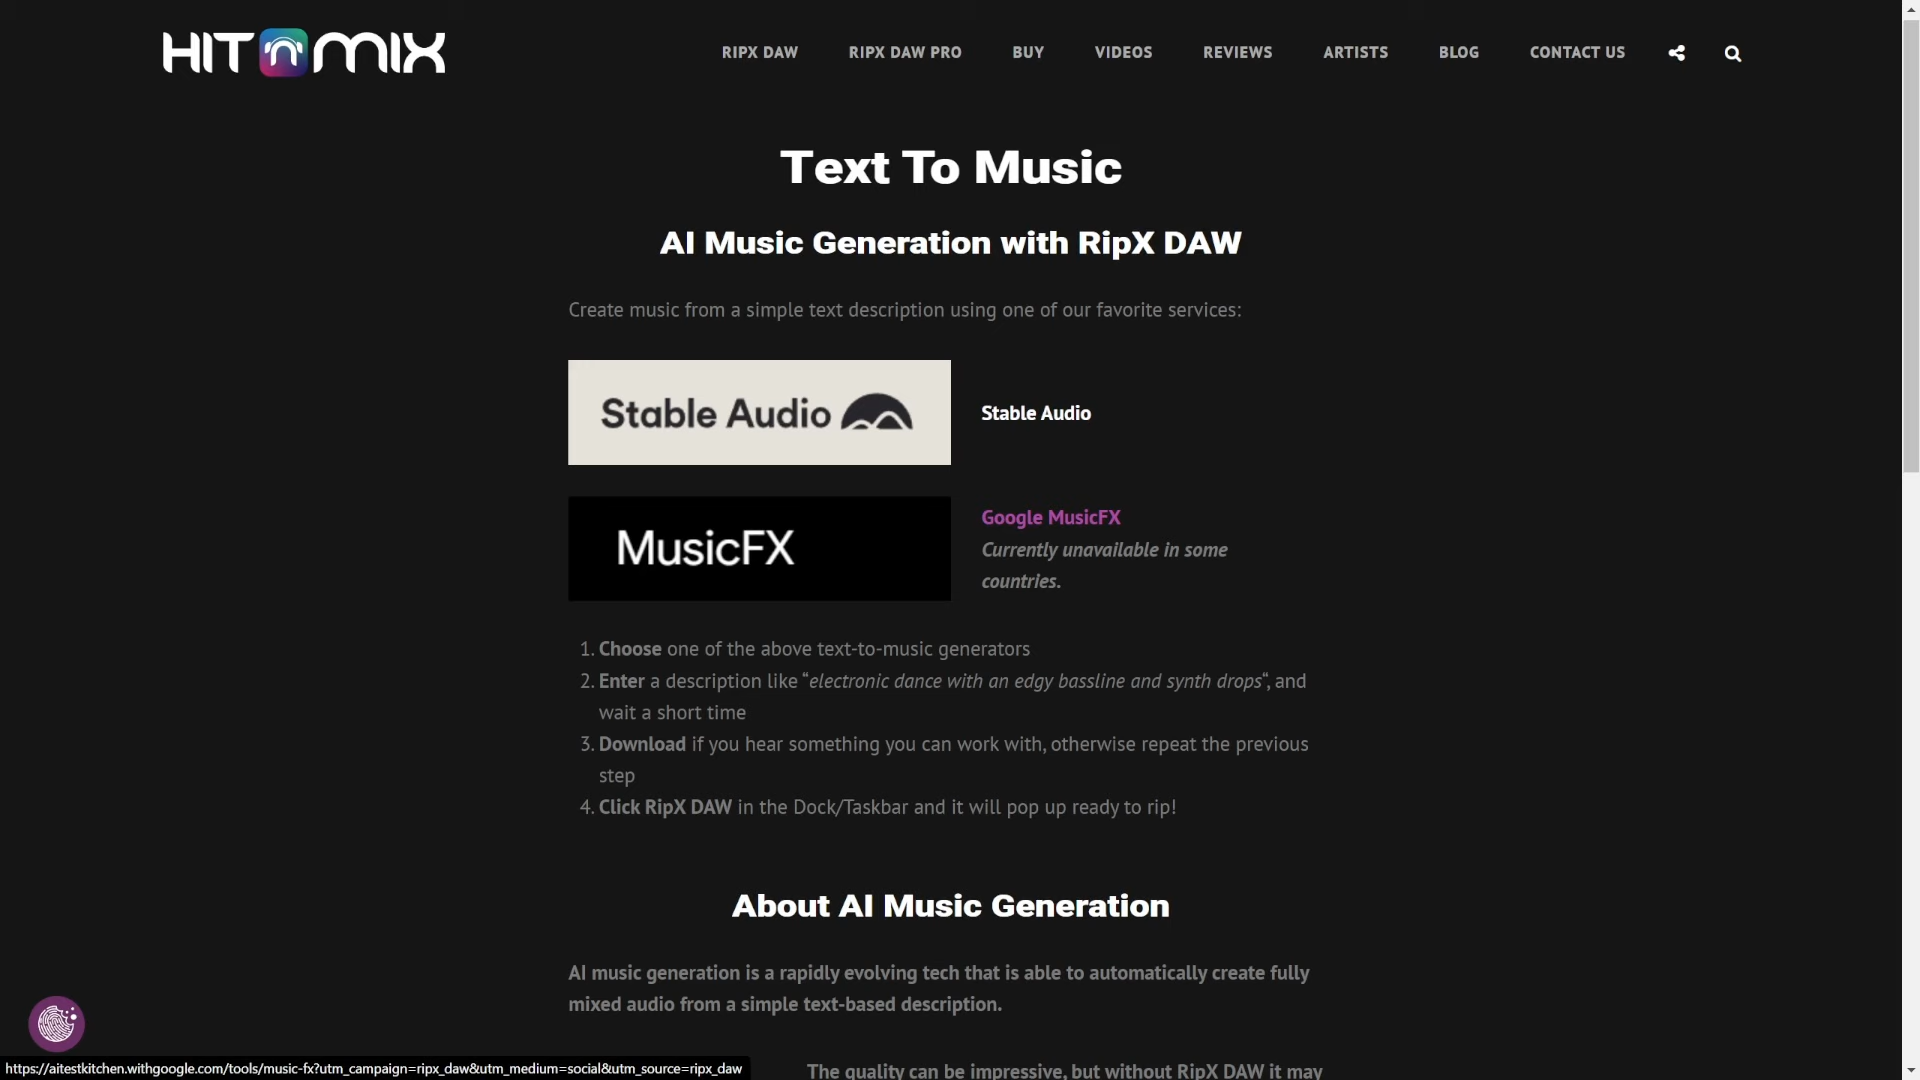 HIT n MIX
RIPX DAW
RIPX DAW PRO
BUY
VIDEOS
REVIEWS
ARTISTS
BLOG
CONTACT US
Text To Music
AI Music Generation with RipX DAW
Create music from a simple text description using one of our favorite services:
Stable Audio
Stable Audio
MusicFX
Google MusicFX
Currently unavailable in some
countries.
1. Choose one of the above text-to-music generators
2. Enter a description like “electronic dance with an edgy bassline and synth drops“, and
wait a short time
3. Download if you hear something you can work with, otherwise repeat the previous
step
4. Click RipX DAW in the Dock/Taskbar and it will pop up ready to rip!
About AI Music Generation
AI music generation is a rapidly evolving tech that is able to automatically create fully
mixed audio from a simple text-based description.
The quality can be impressive, but without RipX DAW it may
https://aitestkitchen.withgoogle.com/tools/music-fx?utm_campaign=ripx_daw&utm_medium=social&utm_source=ripx_daw